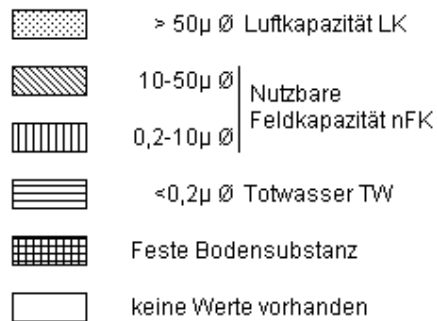 > 50µ Ø Luftkapazität LK
10-50µ Ø
Nutzbare
Feldkapazität nFK
0,2-10µ Ø
<0,2µ Ø Totwasser TW
Feste Bodensubstanz
keine Werte vorhanden